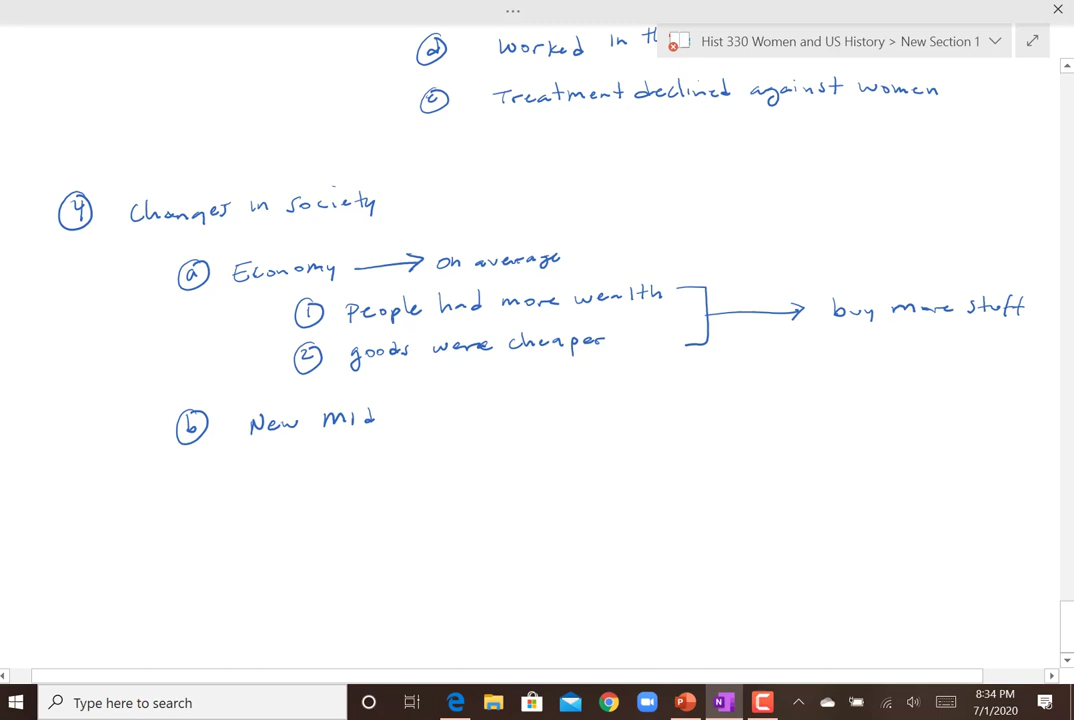 Hist 330 Women and US History > New Section 1
d worked in th
e Treatment declined against women
4 Changes in society
a Economy → on average
1 People had more wealth
2 goods were cheaper
→ buy more stuff
b New Mid
Type here to search
8:34 PM
7/1/2020